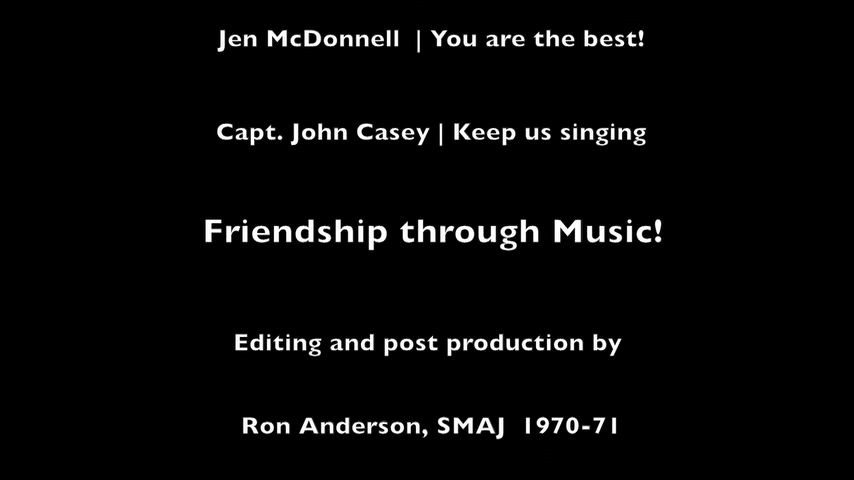 Jen McDonnell | You are the best!
Capt. John Casey | Keep us singing
Friendship through Music!
Editing and post production by
Ron Anderson, SMAJ 1970-71